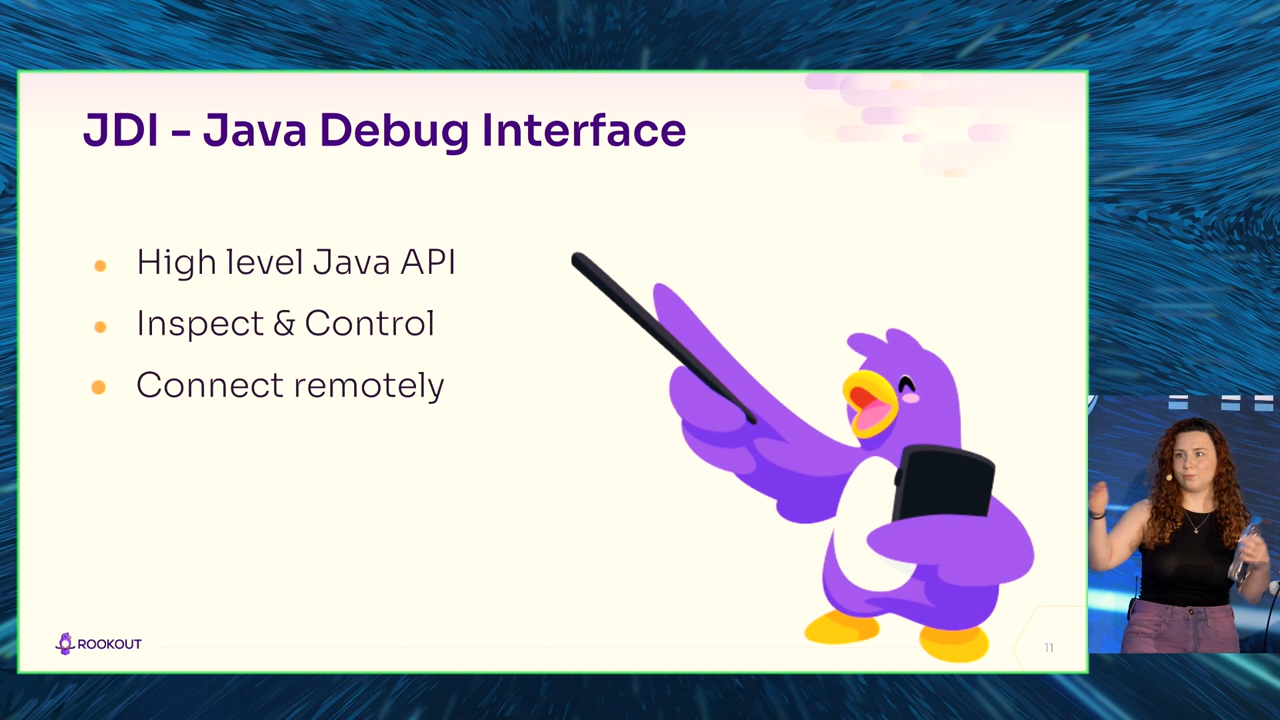 JDI - Java Debug Interface
High level Java API
Inspect & Control
Connect remotely
ROOKOUT
11